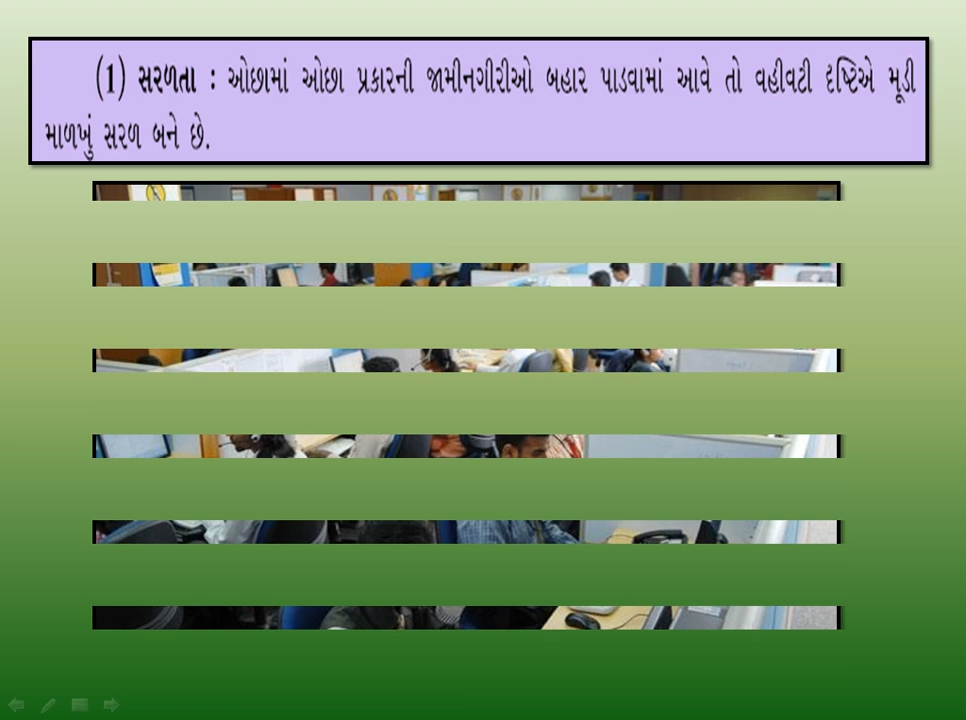 (1) સરળતા : ઓછામાં ઓછા પ્રકારની જામીનગીરીઓ બહાર પાડવામાં આવે તો વહીવટી દૃષ્ટિએ મૂડી
માળખું સરળ બને છે.